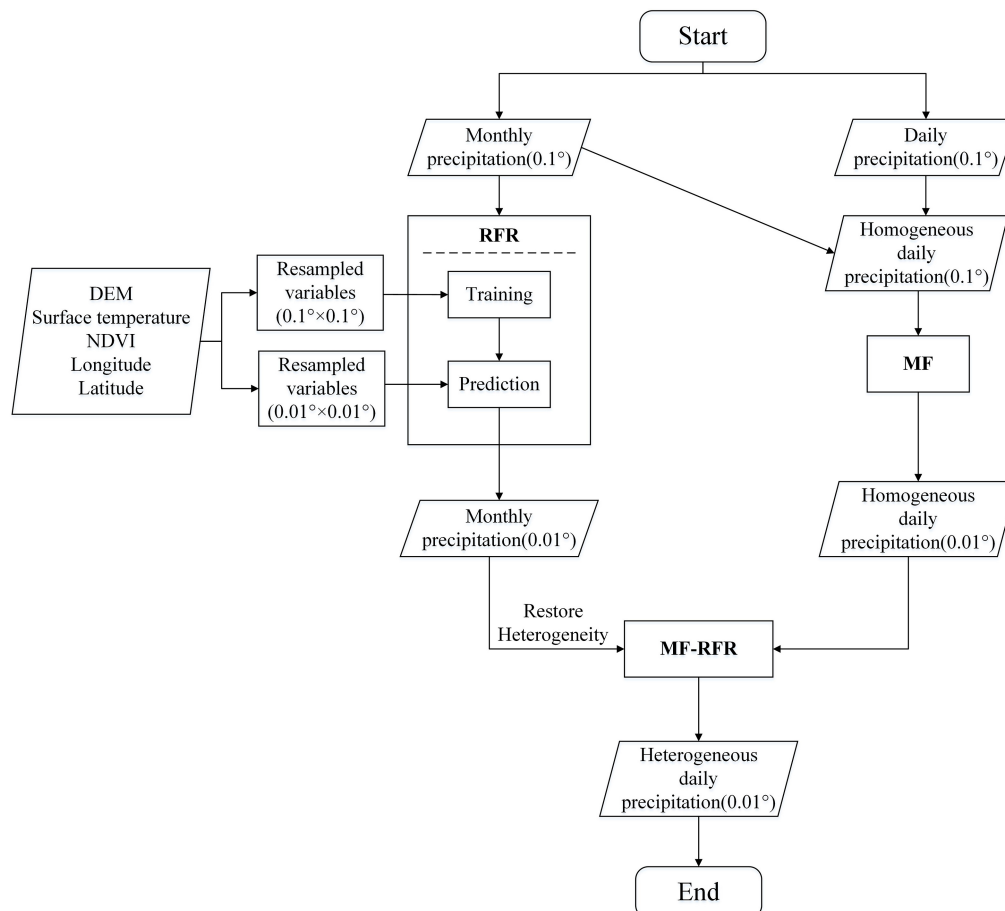 Start
Monthly
precipitation(0.1°)
Daily
precipitation(0.1°)
RFR
Homogeneous
daily
precipitation(0.1°)
DEM
Surface temperature
NDVI
Longitude
Latitude
Resampled
variables
(0.1°×0.1°)
Training
Resampled
variables
(0.01°×0.01°)
Prediction
MF
Monthly
precipitation(0.01°)
Homogeneous
daily
precipitation(0.01°)
Restore
Heterogeneity
MF-RFR
Heterogeneous
daily
precipitation(0.01°)
End